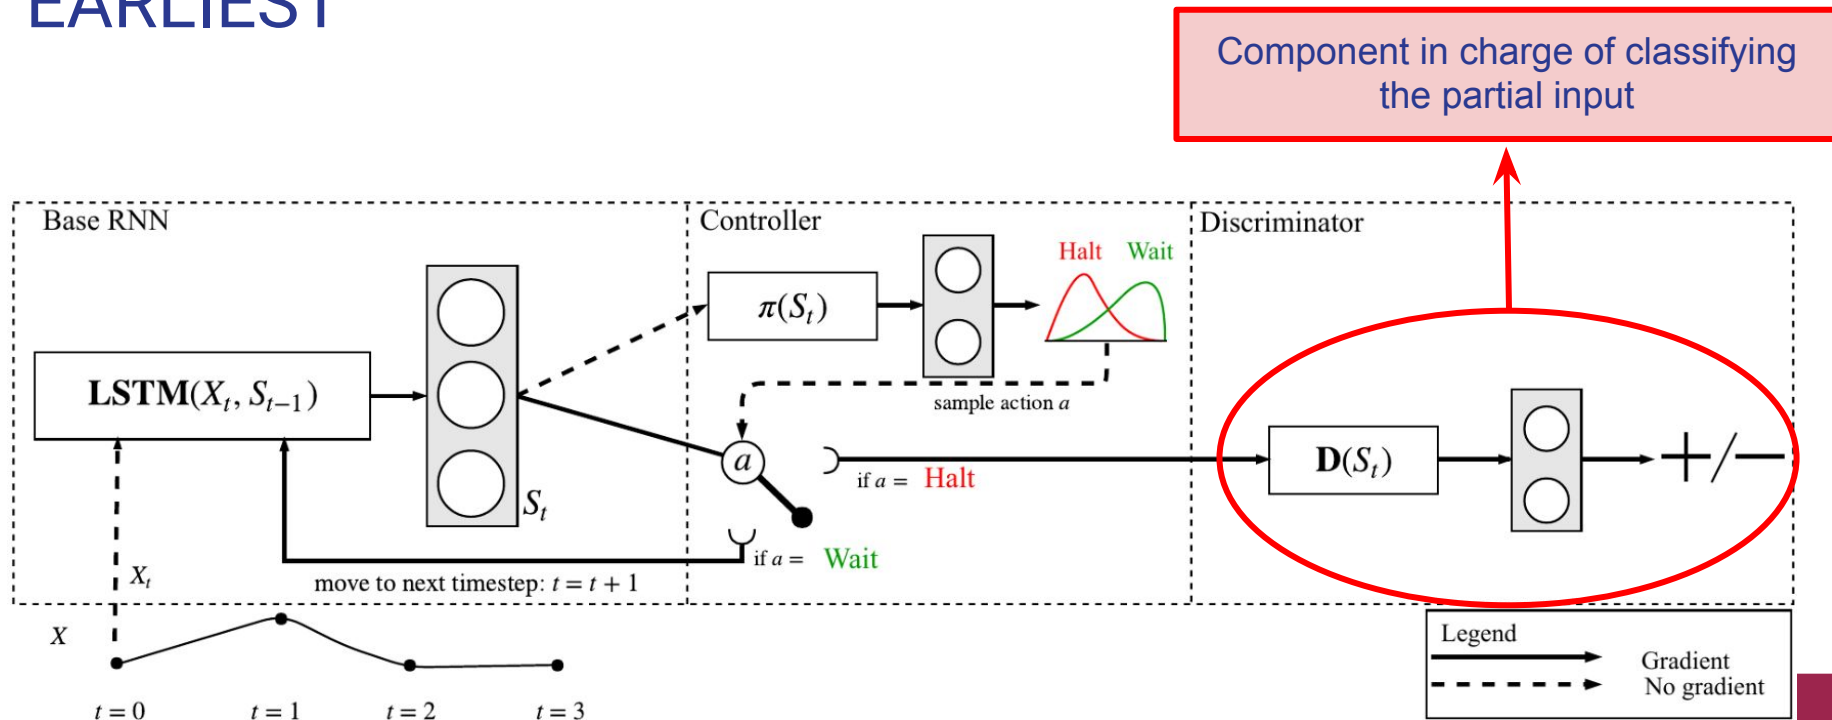 EARLIEST
Component in charge of classifying
the partial input
Base RNN
Controller
Discriminator
Halt Wait
π(S_t)
LSTM(X_t, S_{t−1})
sample action a
a
if a = Halt
D(S_t)
+/−
S_t
if a = Wait
X_t
move to next timestep: t = t + 1
X
Legend
Gradient
No gradient
t = 0 t = 1 t = 2 t = 3